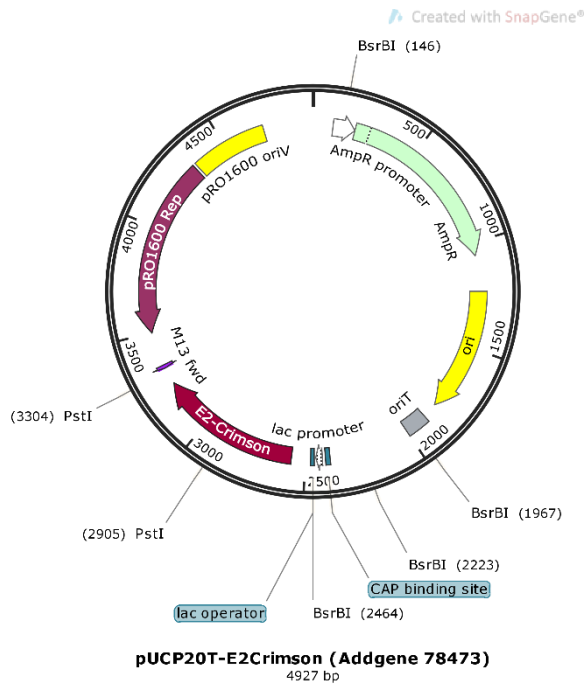 Created with SnapGene®
BsrBI (146)
500
1000
1500
2000
2500
3000
3500
4000
4500
pRO1600 oriV
pRO1600 Rep
AmpR promoter
AmpR
ori
oriT
M13 fwd
E2-Crimson
lac promoter
(3304) PstI
(2905) PstI
BsrBI (1967)
BsrBI (2223)
CAP binding site
lac operator
BsrBI (2464)
pUCP20T-E2Crimson (Addgene 78473)
4927 bp